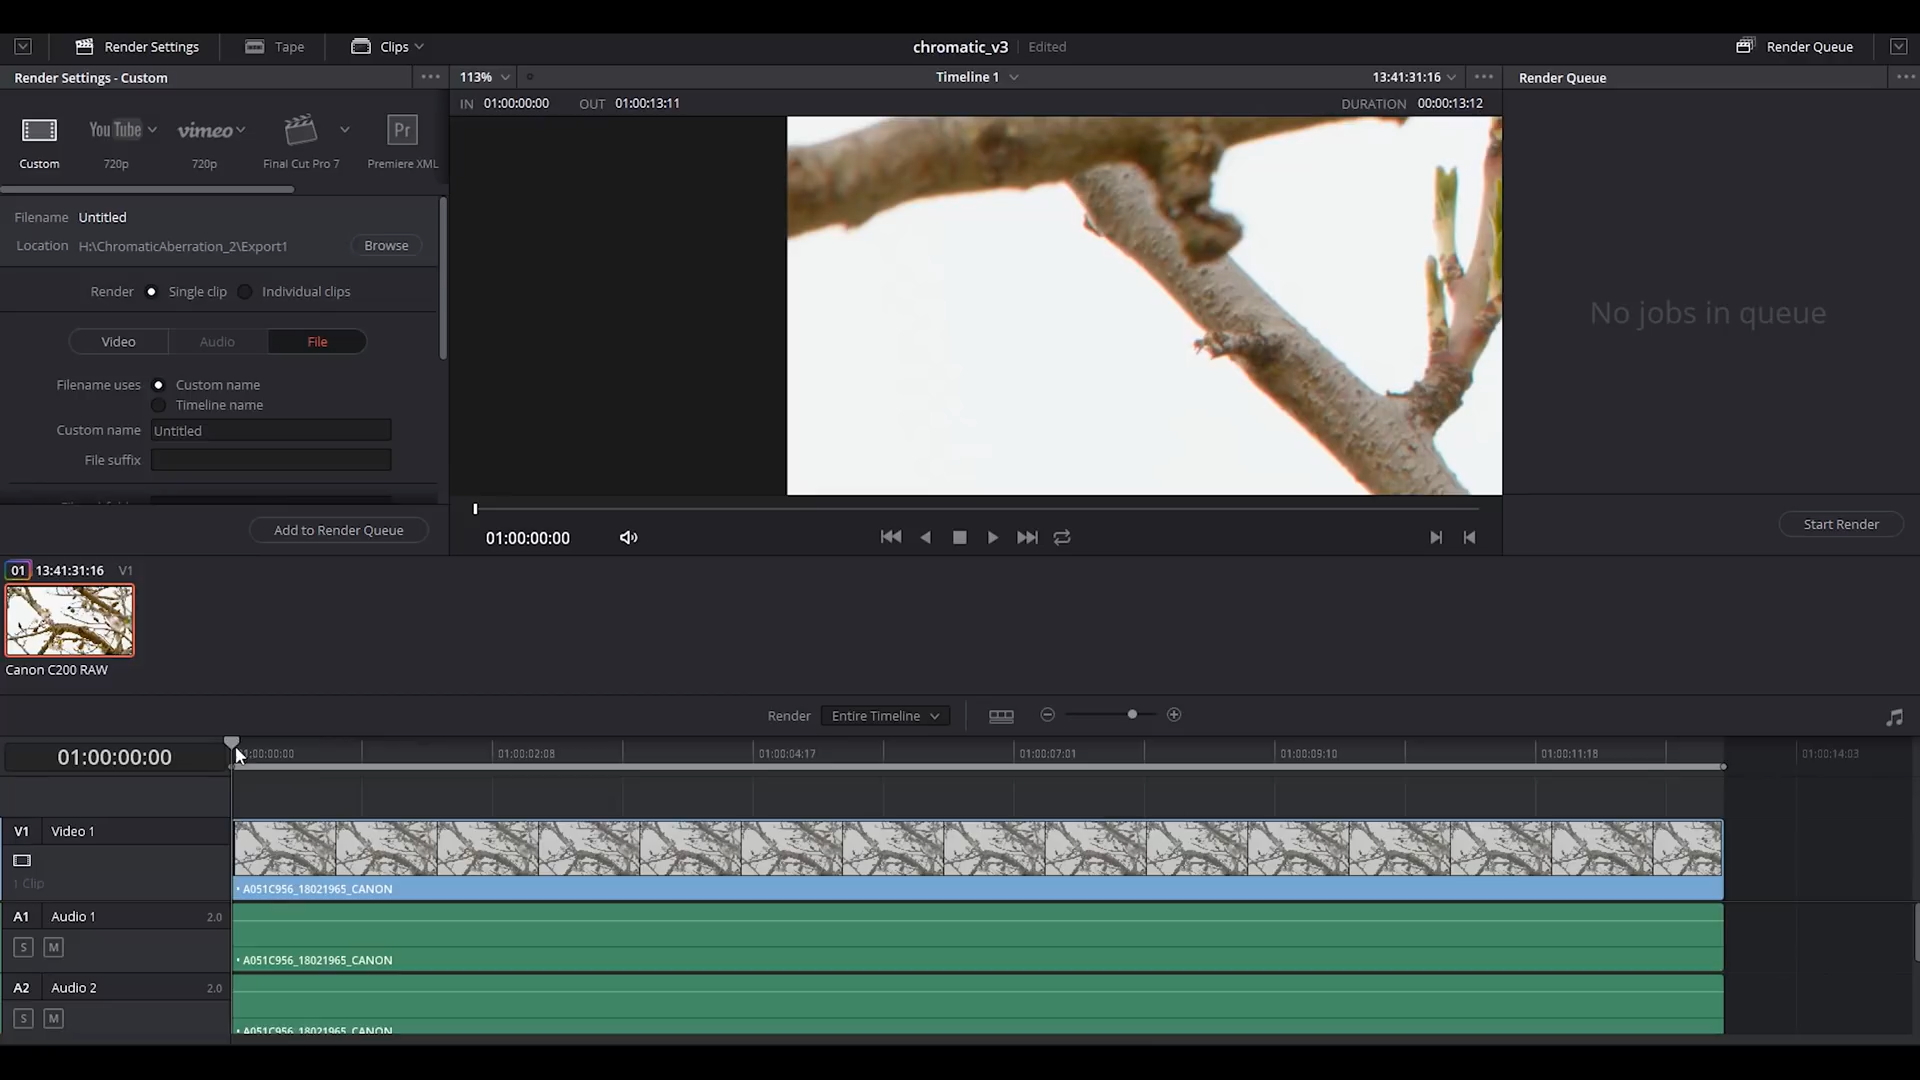 Render Settings Tape Clips chromatic_v3 Edited Render Queue
Render Settings - Custom 113% Timeline 1 13:41:31:16 Render Queue
IN 01:00:00:00 OUT 01:00:13:11 DURATION 00:00:13:12
You Tube vimeo Pr
Custom 720p 720p Final Cut Pro 7 Premiere XML
Filename Untitled
Location H:\ChromaticAberration_2\Export1 Browse
Render Single clip Individual clips
No jobs in queue
Video Audio File
Filename uses Custom name
Timeline name
Custom name Untitled
File suffix
Add to Render Queue 01:00:00:00 Start Render
01 13:41:31:16 V1
Canon C200 RAW
Render Entire Timeline
01:00:00:00 :00:00:00 01:00:02:08 01:00:04:17 01:00:07:01 01:00:09:10 01:00:11:18 01:00:14:03
V1 Video 1
1 Clip
A051C956_18021965_CANON
A1 Audio 1 2.0
S M
A051C956_18021965_CANON
A2 Audio 2 2.0
S M
A051C956_18021965_CANON